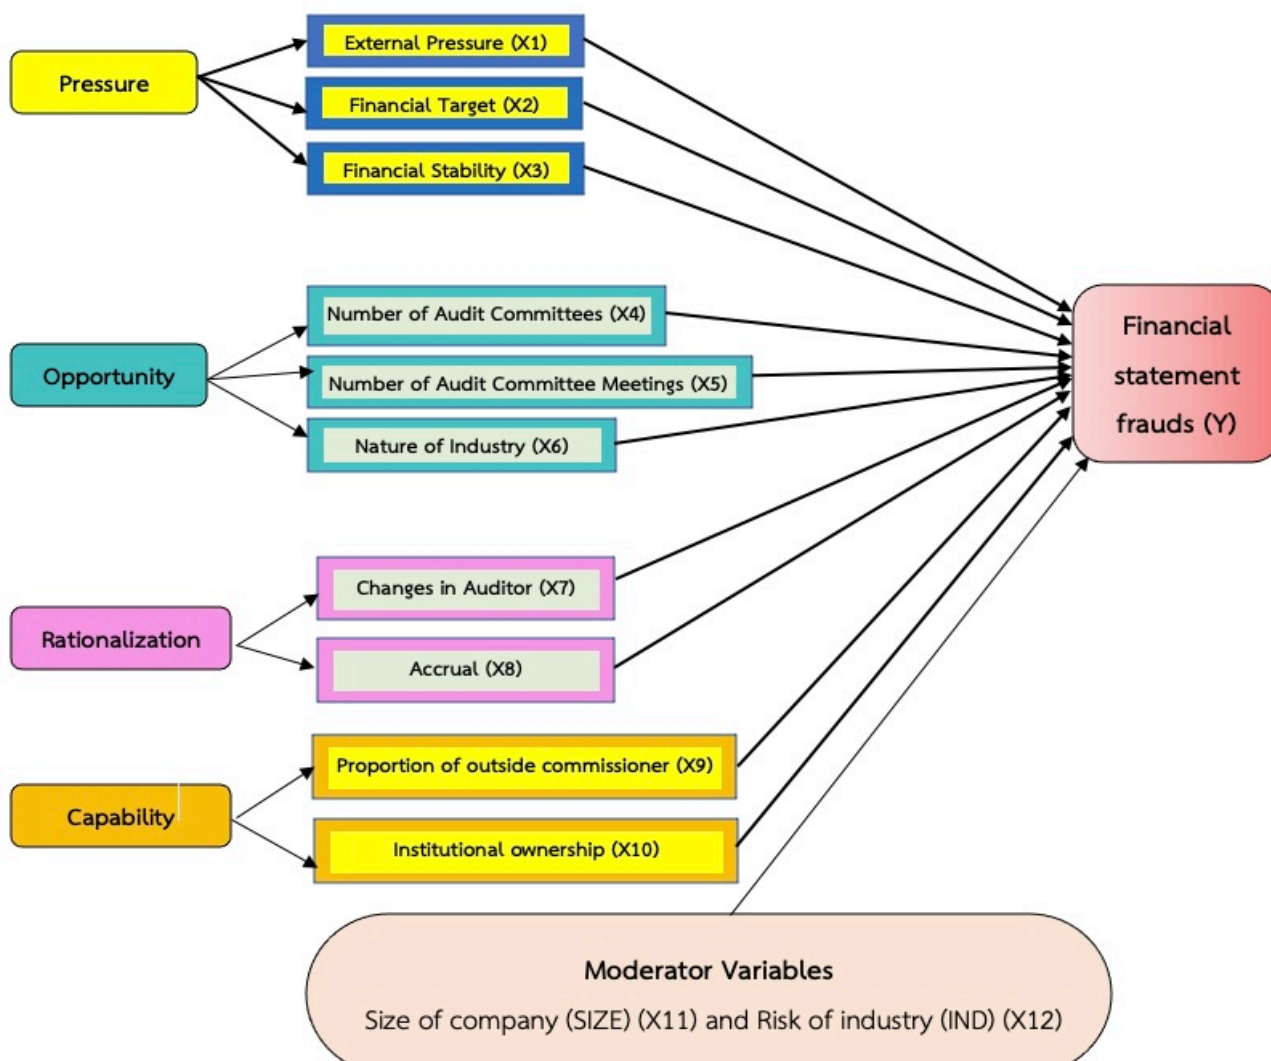 Pressure
External Pressure (X1)
Financial Target (X2)
Financial Stability (X3)
Opportunity
Number of Audit Committees (X4)
Number of Audit Committee Meetings (X5)
Nature of Industry (X6)
Rationalization
Changes in Auditor (X7)
Accrual (X8)
Capability
Proportion of outside commissioner (X9)
Institutional ownership (X10)
Financial
statement
frauds (Y)
Moderator Variables
Size of company (SIZE) (X11) and Risk of industry (IND) (X12)